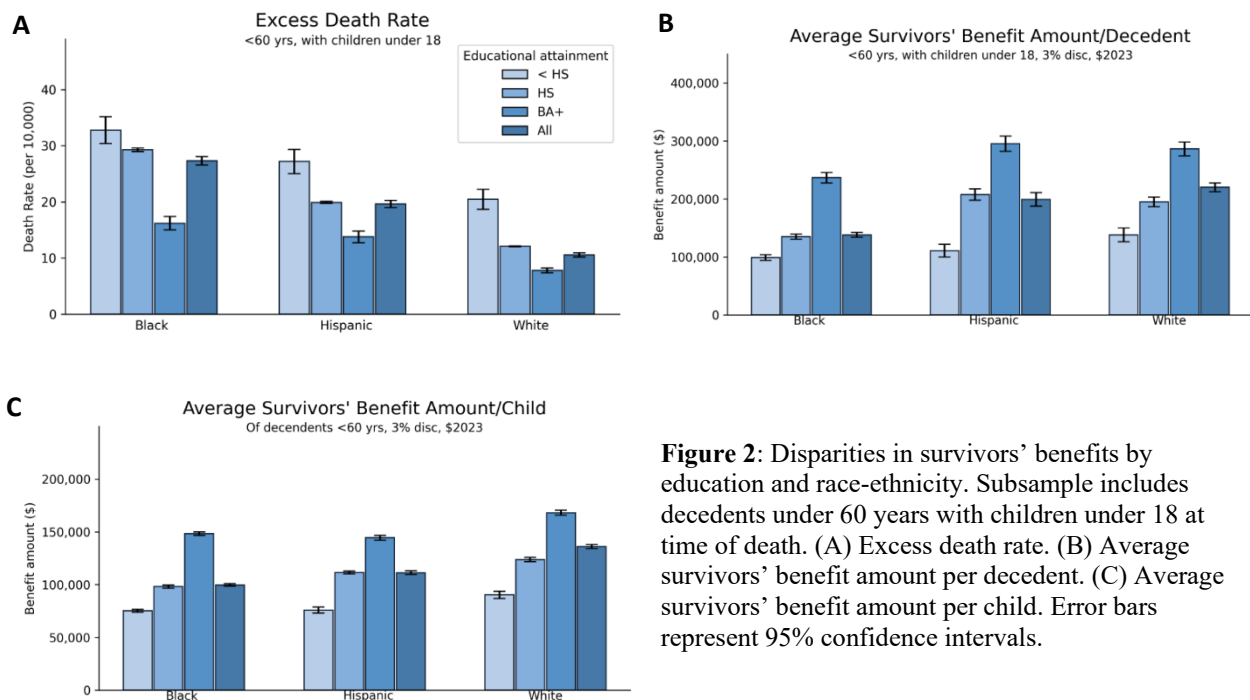 A
Excess Death Rate
<60 yrs, with children under 18
Educational attainment
< HS
HS
BA+
All
Death Rate (per 10,000)
40
30
20
10
0
Black
Hispanic
White
B
Average Survivors' Benefit Amount/Decedent
<60 yrs, with children under 18, 3% disc, $2023
Benefit amount ($)
400,000
300,000
200,000
100,000
0
Black
Hispanic
White
C
Average Survivors' Benefit Amount/Child
Of decendents <60 yrs, 3% disc, $2023
Benefit amount ($)
200,000
150,000
100,000
50,000
0
Black
Hispanic
White
Figure 2: Disparities in survivors’ benefits by
education and race-ethnicity. Subsample includes
decedents under 60 years with children under 18 at
time of death. (A) Excess death rate. (B) Average
survivors’ benefit amount per decedent. (C) Average
survivors’ benefit amount per child. Error bars
represent 95% confidence intervals.